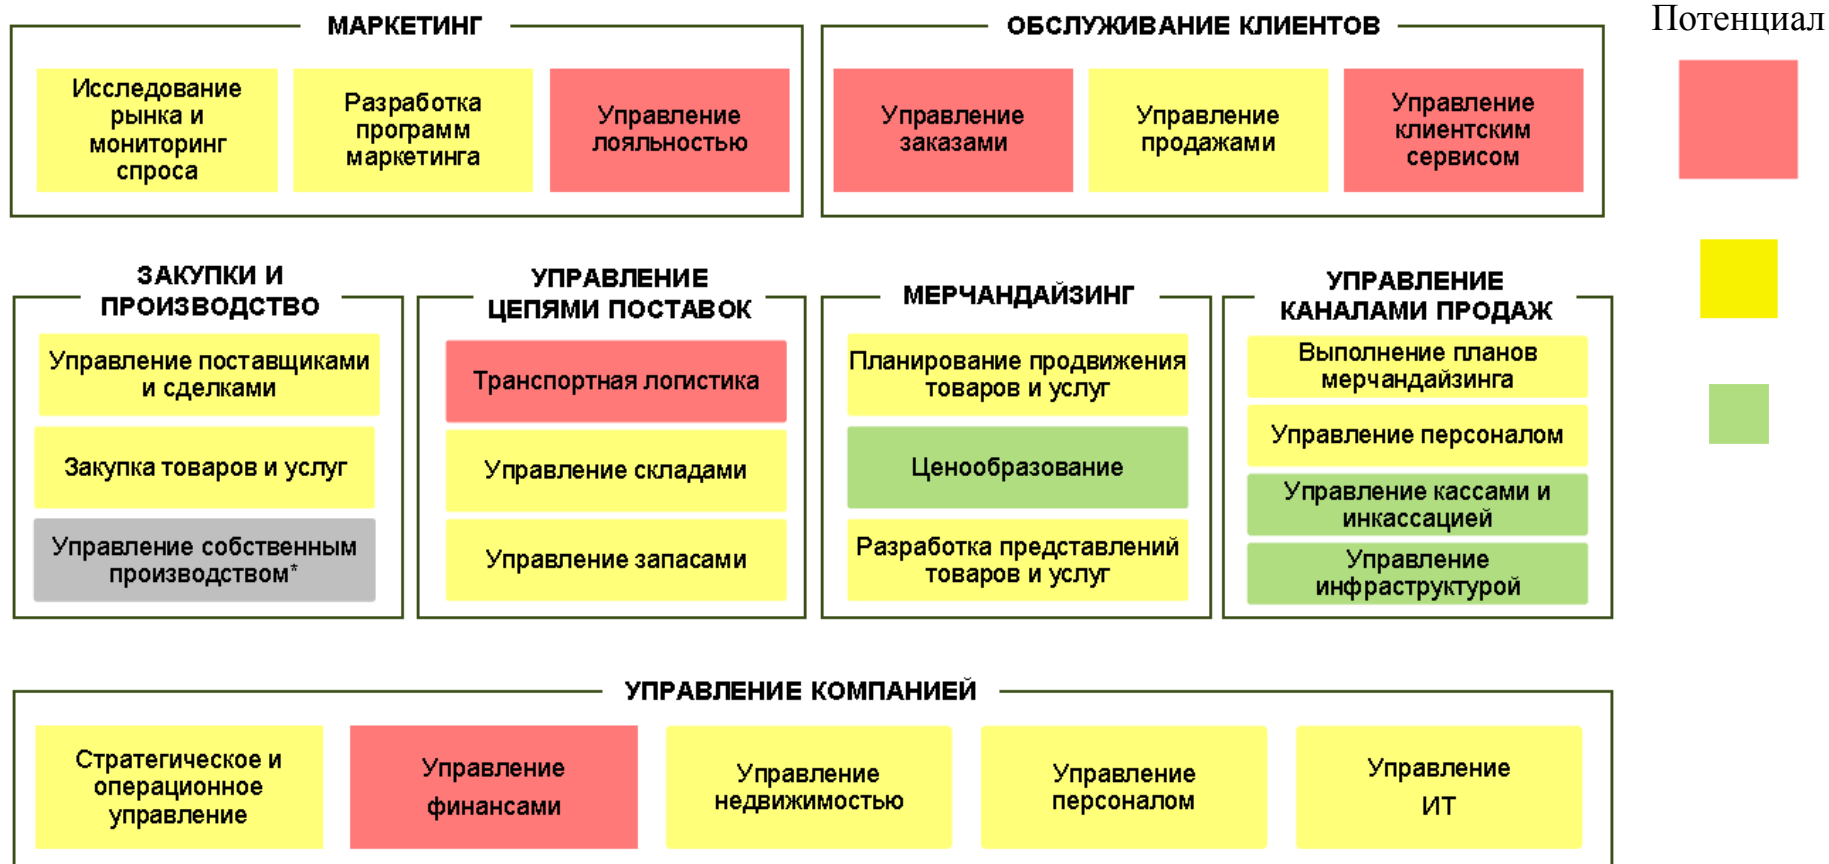 МАРКЕТИНГ
Исследование
рынка и
мониторинг
спроса
Разработка
программ
маркетинга
Управление
лояльностью
ОБСЛУЖИВАНИЕ КЛИЕНТОВ
Управление
заказами
Управление
продажами
Управление
клиентским
сервисом
Потенциал
ЗАКУПКИ И
ПРОИЗВОДСТВО
Управление поставщиками
и сделками
Закупка товаров и услуг
Управление собственным
производством*
УПРАВЛЕНИЕ
ЦЕПЯМИ ПОСТАВОК
Транспортная логистика
Управление складами
Управление запасами
МЕРЧАНДАЙЗИНГ
Планирование продвижения
товаров и услуг
Ценообразование
Разработка представлений
товаров и услуг
УПРАВЛЕНИЕ
КАНАЛАМИ ПРОДАЖ
Выполнение планов
мерчандайзинга
Управление персоналом
Управление кассами и
инкассацией
Управление
инфраструктурой
УПРАВЛЕНИЕ КОМПАНИЕЙ
Стратегическое и
операционное
управление
Управление
финансами
Управление
недвижимостью
Управление
персоналом
Управление
ИТ